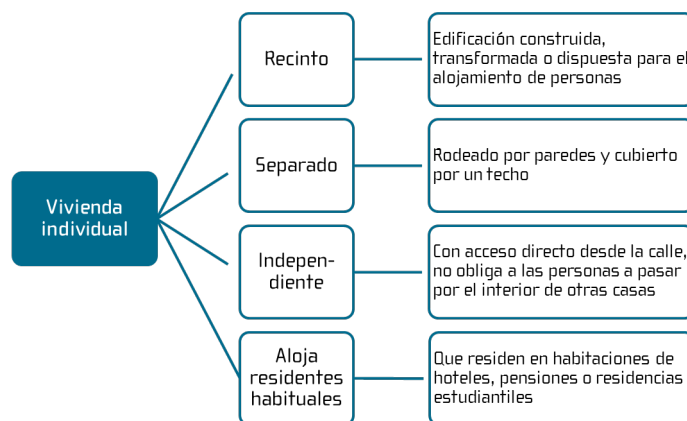 Vivienda
individual
Recinto
Edificación construida,
transformada o dispuesta para el
alojamiento de personas
Separado
Rodeado por paredes y cubierto
por un techo
Indepen-
diente
Con acceso directo desde la calle,
no obliga a las personas a pasar
por el interior de otras casas
Aloja
residentes
habituales
Que residen en habitaciones de
hoteles, pensiones o residencias
estudiantiles